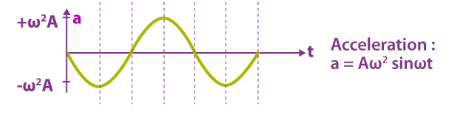 +ω²A
a
t
-ω²A
Acceleration :
a = Aω² sinωt